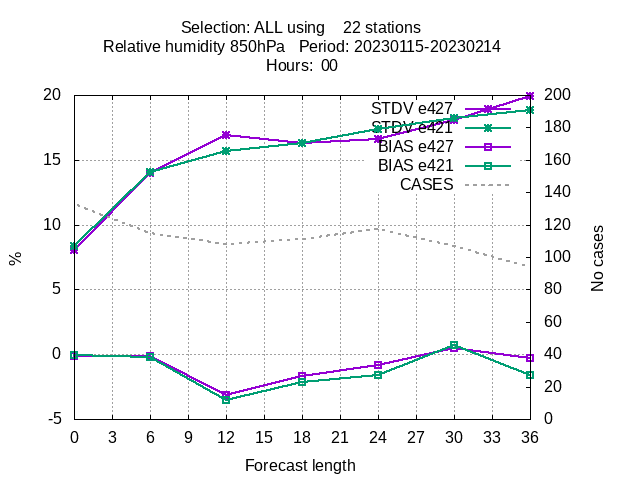 Selection: ALL using 22 stations
Relative humidity 850hPa Period: 20230115-20230214
Hours: 00
20 200
STDV e427
STDV e421 180
BIAS e427
15 160
BIAS e421
CASES 140
10 120
% 100 No cases
5 80
60
0 40
20
-5 0
0 3 6 9 12 15 18 21 24 27 30 33 36
Forecast length